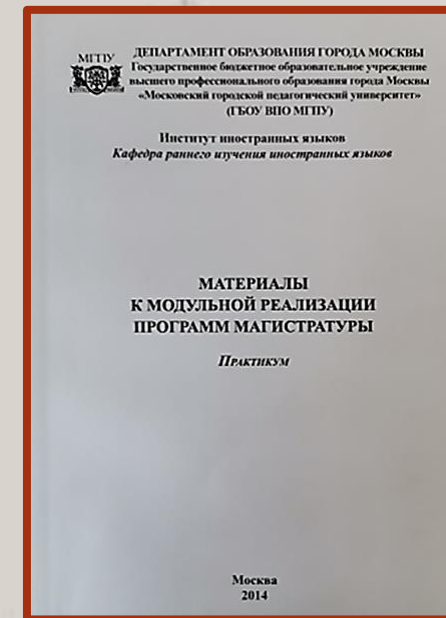 МГПУ
ДЕПАРТАМЕНТ ОБРАЗОВАНИЯ ГОРОДА МОСКВЫ
Государственное бюджетное образовательное учреждение
высшего профессионального образования города Москвы
«Московский городской педагогический университет»
(ГБОУ ВПО МГПУ)
Институт иностранных языков
Кафедра раннего изучения иностранных языков
МАТЕРИАЛЫ
К МОДУЛЬНОЙ РЕАЛИЗАЦИИ
ПРОГРАММ МАГИСТРАТУРЫ
Практикум
Москва
2014